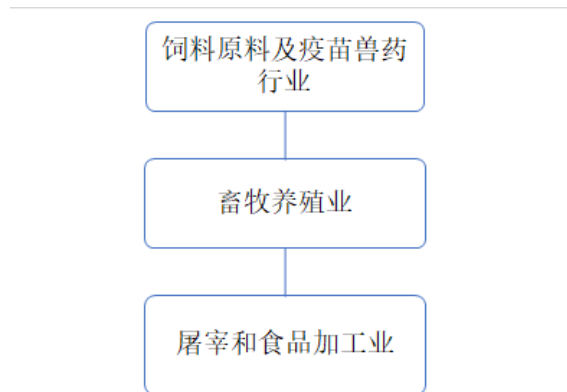 饲料原料及疫苗兽药
行业
畜牧养殖业
屠宰和食品加工业